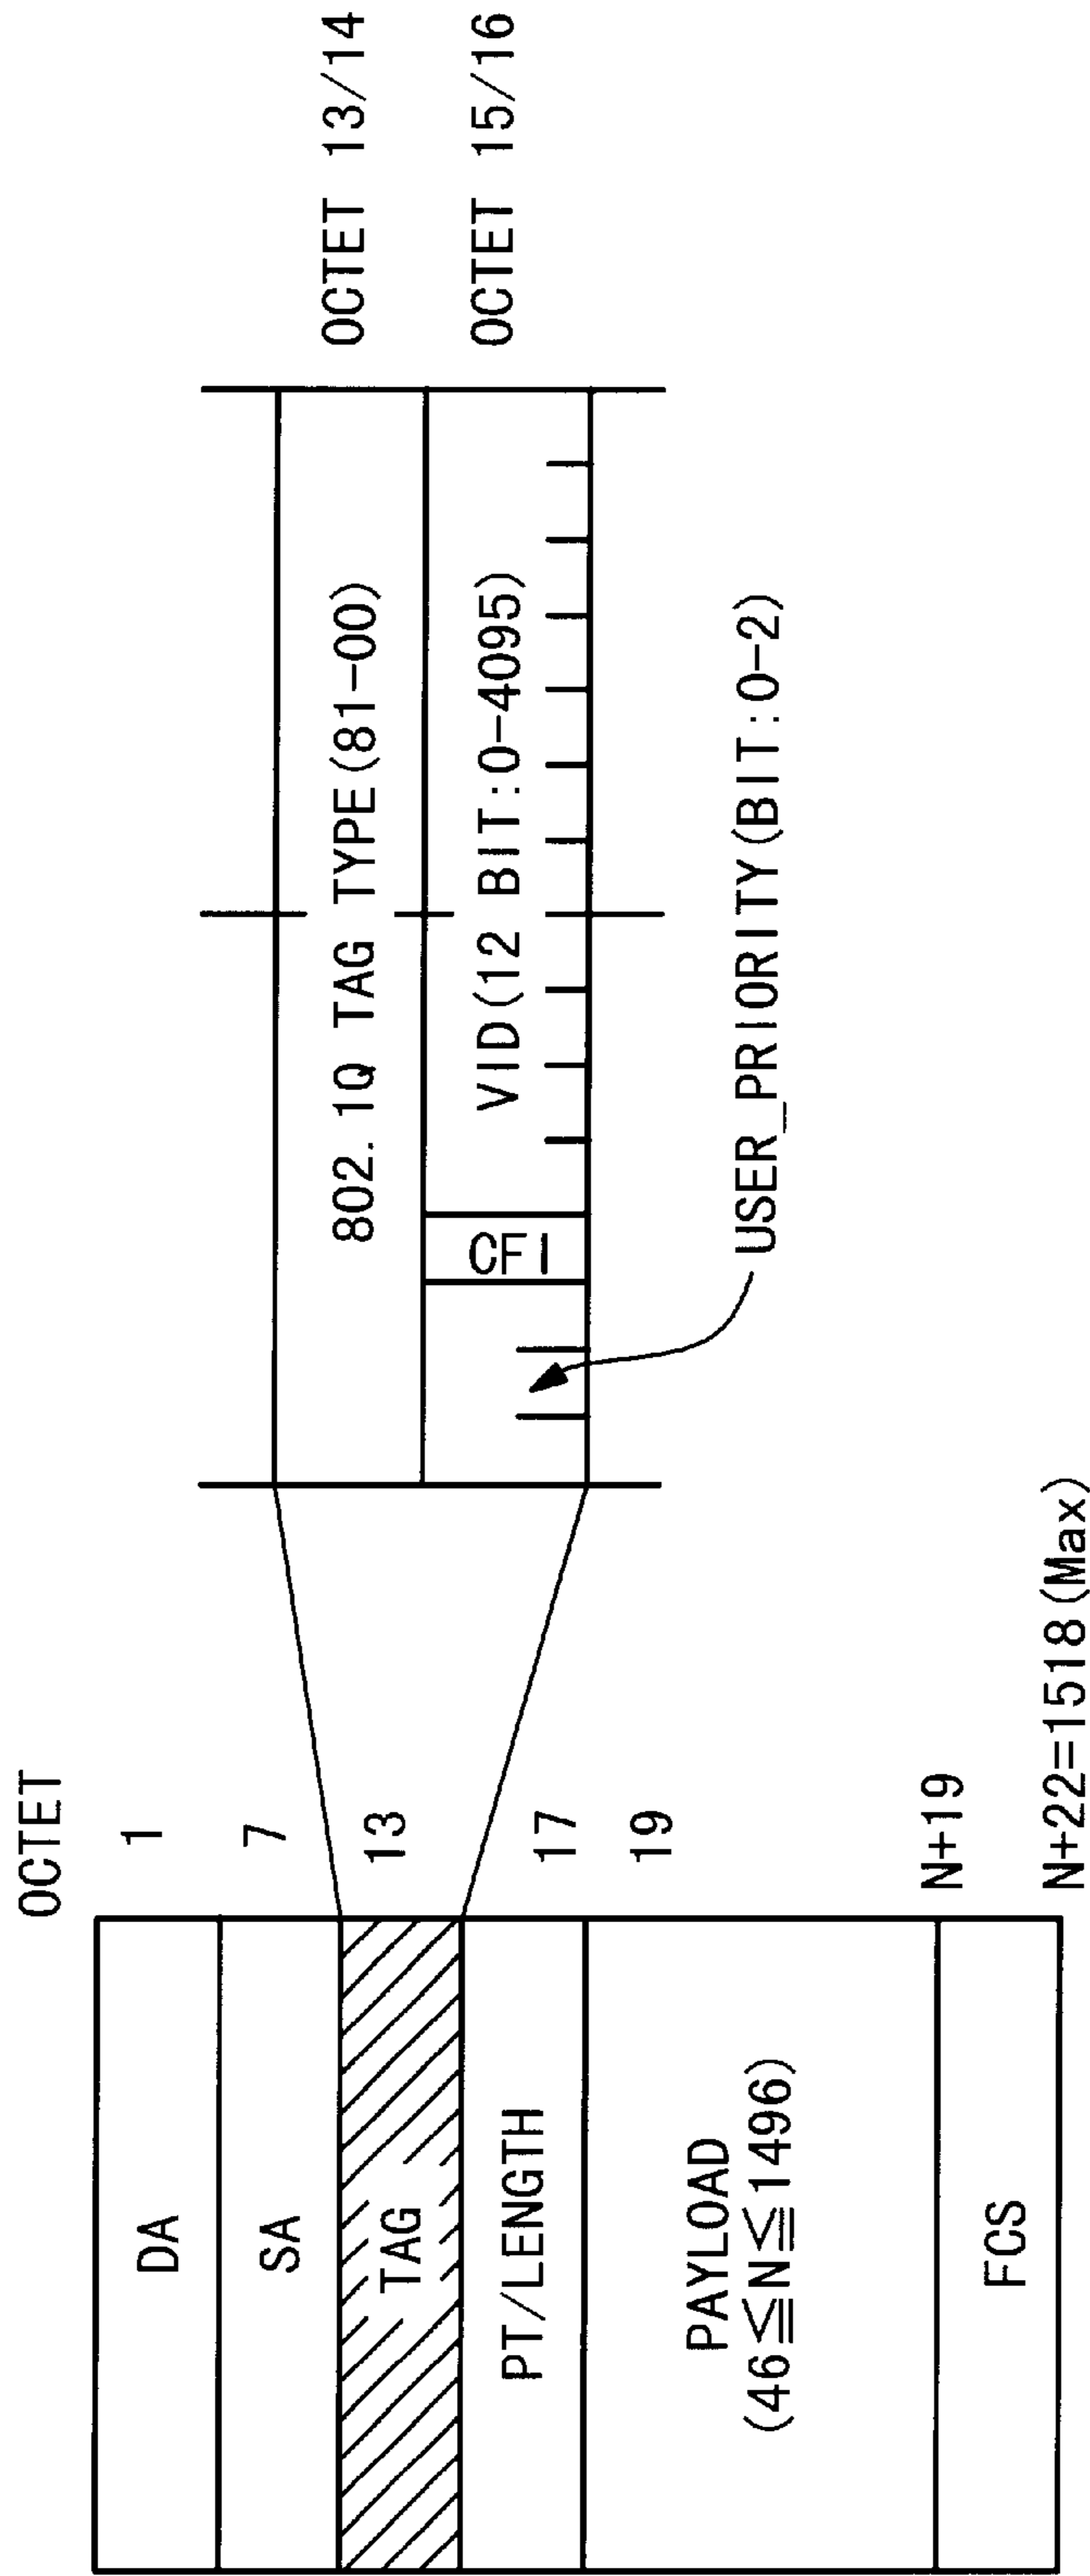 OCTET
DA
1
SA
7
TAG
13
PT/LENGTH
17
PAYLOAD
(46≦N≦1496)
19
N+19
FCS
N+22=1518(Max)
802.1Q TAG TYPE(81-00)
OCTET 13/14
CFI
VID(12 BIT:0-4095)
OCTET 15/16
USER_PRIORITY(BIT:0-2)